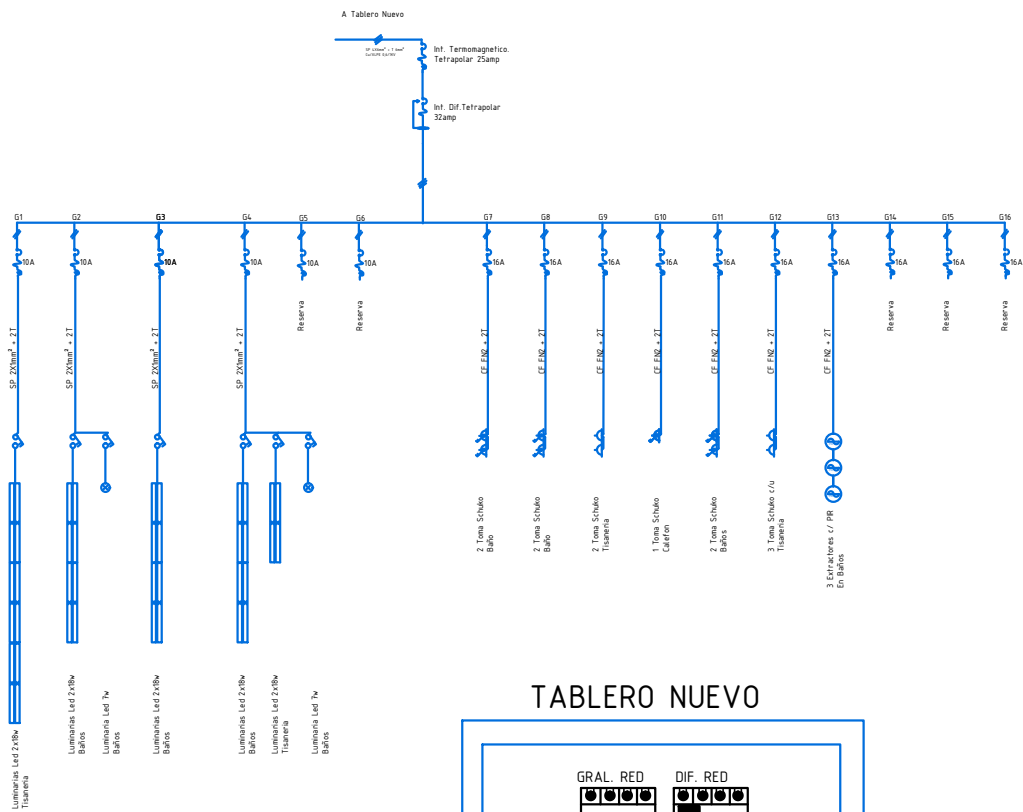 A Tablero Nuevo
Int. Termomagnetico.
Tetrapolar 25amp
Int. Dif.Tetrapolar
32amp
G1 G2 G3 G4 G5 G6 G7 G8 G9 G10 G11 G12 G13 G14 G15 G16
10A 10A 10A 10A 10A 10A 16A 16A 16A 16A 16A 16A 16A 16A 16A 16A
Reserva
Reserva
Reserva
Reserva
Reserva
SP 2X1mm² + 2T
SP 2X1mm² + 2T
SP 2X1mm² + 2T
SP 2X1mm² + 2T
CF FN2 + 2T
CF FN2 + 2T
CF FN2 + 2T
CF FN2 + 2T
CF FN2 + 2T
CF FN2 + 2T
CF FN2 + 2T
2 Toma Schuko
Baño
2 Toma Schuko
Baño
2 Toma Schuko
Tisaneria
1 Toma Schuko
Calefon
2 Toma Schuko
Baños
3 Toma Schuko c/u
Tisaneria
3 Extractores c/ PIR
En Baños
Luminarias Led 2x18w
Tisaneria
Luminarias Led 2x18w
Baños
Luminaria Led 7w
Baños
Luminarias Led 2x18w
Baños
Luminarias Led 2x18w
Baños
Luminarias Led 2x18w
Tisaneria
Luminaria Led 7w
Baños
TABLERO NUEVO
GRAL. RED DIF. RED